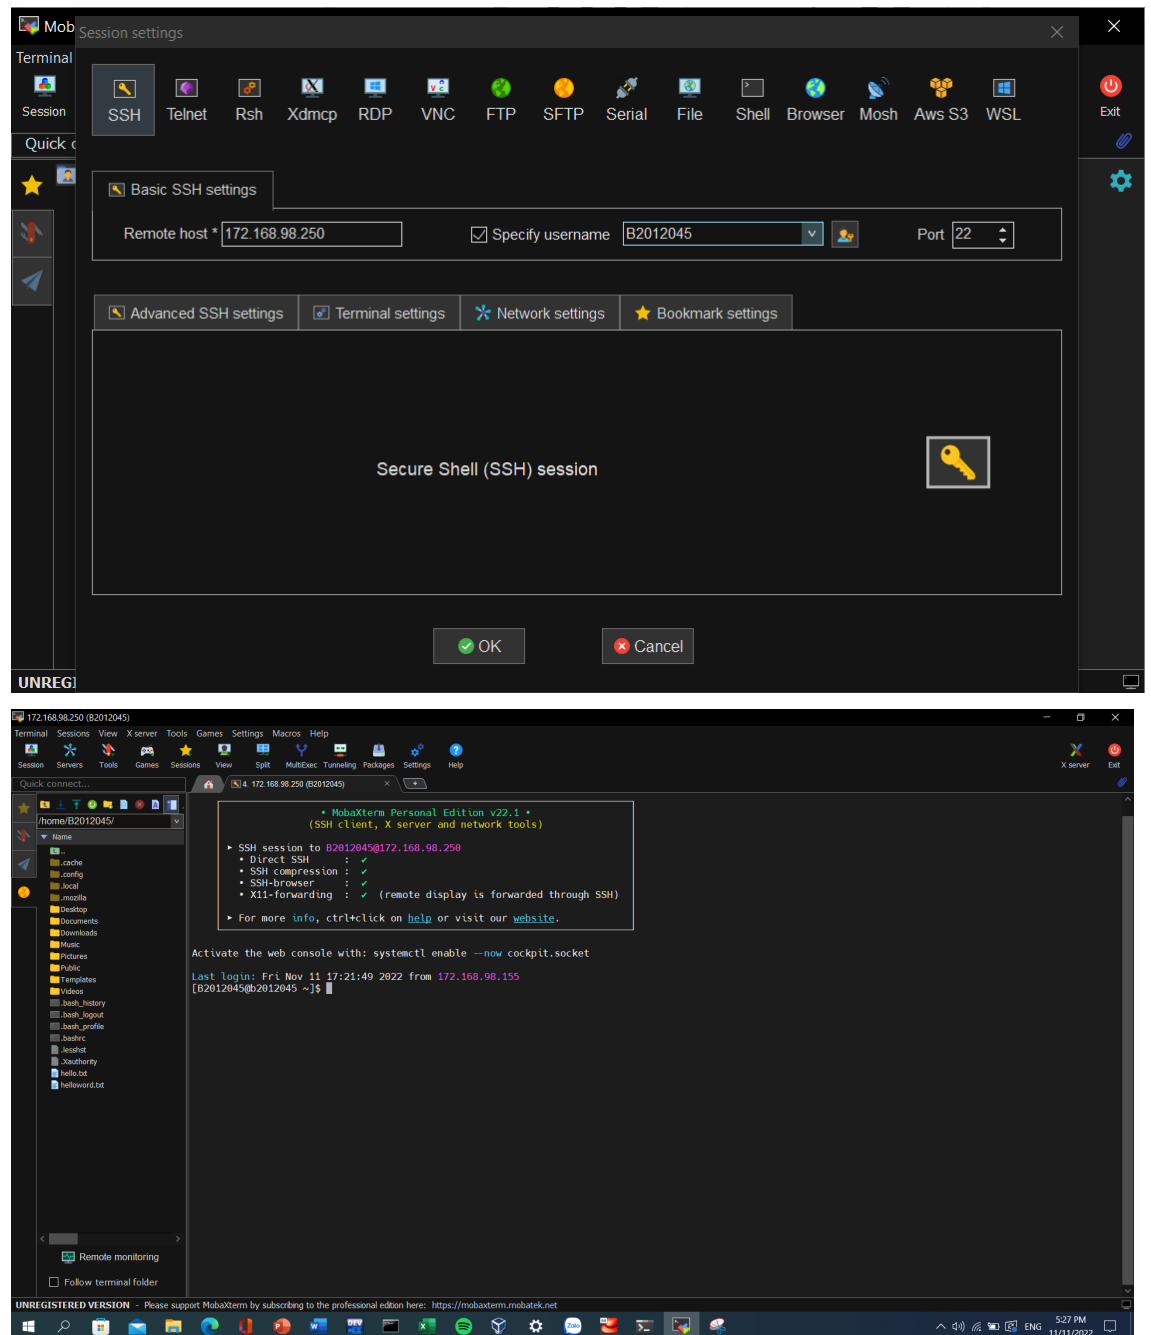 Mob
Session settings
Terminal
Session
SSH
Telnet
Rsh
Xdmcp
RDP
VNC
FTP
SFTP
Serial
File
Shell
Browser
Mosh
Aws S3
WSL
Exit
Quick c
Basic SSH settings
Remote host * 172.168.98.250
Specify username B2012045
Port 22
Advanced SSH settings
Terminal settings
Network settings
Bookmark settings
Secure Shell (SSH) session
OK
Cancel
UNREGI
172.168.98.250 (B2012045)
Terminal Sessions View X server Tools Games Settings Macros Help
Session Servers Tools Games Sessions View Split MultiExec Tunneling Packages Settings Help
X server Exit
Quick connect...
4. 172.168.98.250 (B2012045)
/home/B2012045/
Name
..
.cache
.config
.local
.mozilla
Desktop
Documents
Downloads
Music
Pictures
Public
Templates
Videos
.bash_history
.bash_logout
.bash_profile
.bashrc
.lesshst
.Xauthority
hello.txt
helloword.txt
Remote monitoring
Follow terminal folder
• MobaXterm Personal Edition v22.1 •
(SSH client, X server and network tools)
➤ SSH session to B2012045@172.168.98.250
• Direct SSH : ✔
• SSH compression : ✔
• SSH-browser : ✔
• X11-forwarding : ✔ (remote display is forwarded through SSH)
➤ For more info, ctrl+click on help or visit our website.
Activate the web console with: systemctl enable --now cockpit.socket
Last login: Fri Nov 11 17:21:49 2022 from 172.168.98.155
[B2012045@b2012045 ~]$
UNREGISTERED VERSION - Please support MobaXterm by subscribing to the professional edition here: https://mobaxterm.mobatek.net
ENG
5:27 PM
11/11/2022